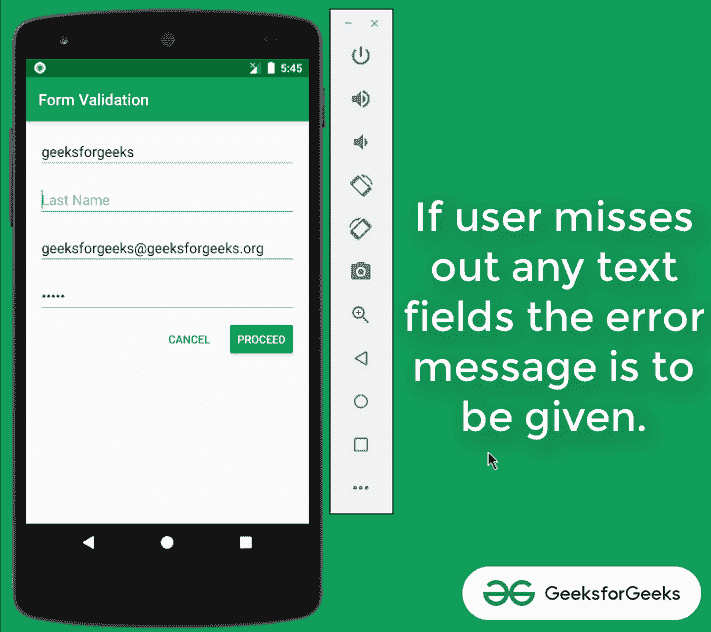 5:45
Form Validation
geeksforgeeks
Last Name
geeksforgeeks@geeksforgeeks.org
•••••
CANCEL PROCEED
If user misses
out any text
fields the error
message is to
be given.
GeeksforGeeks